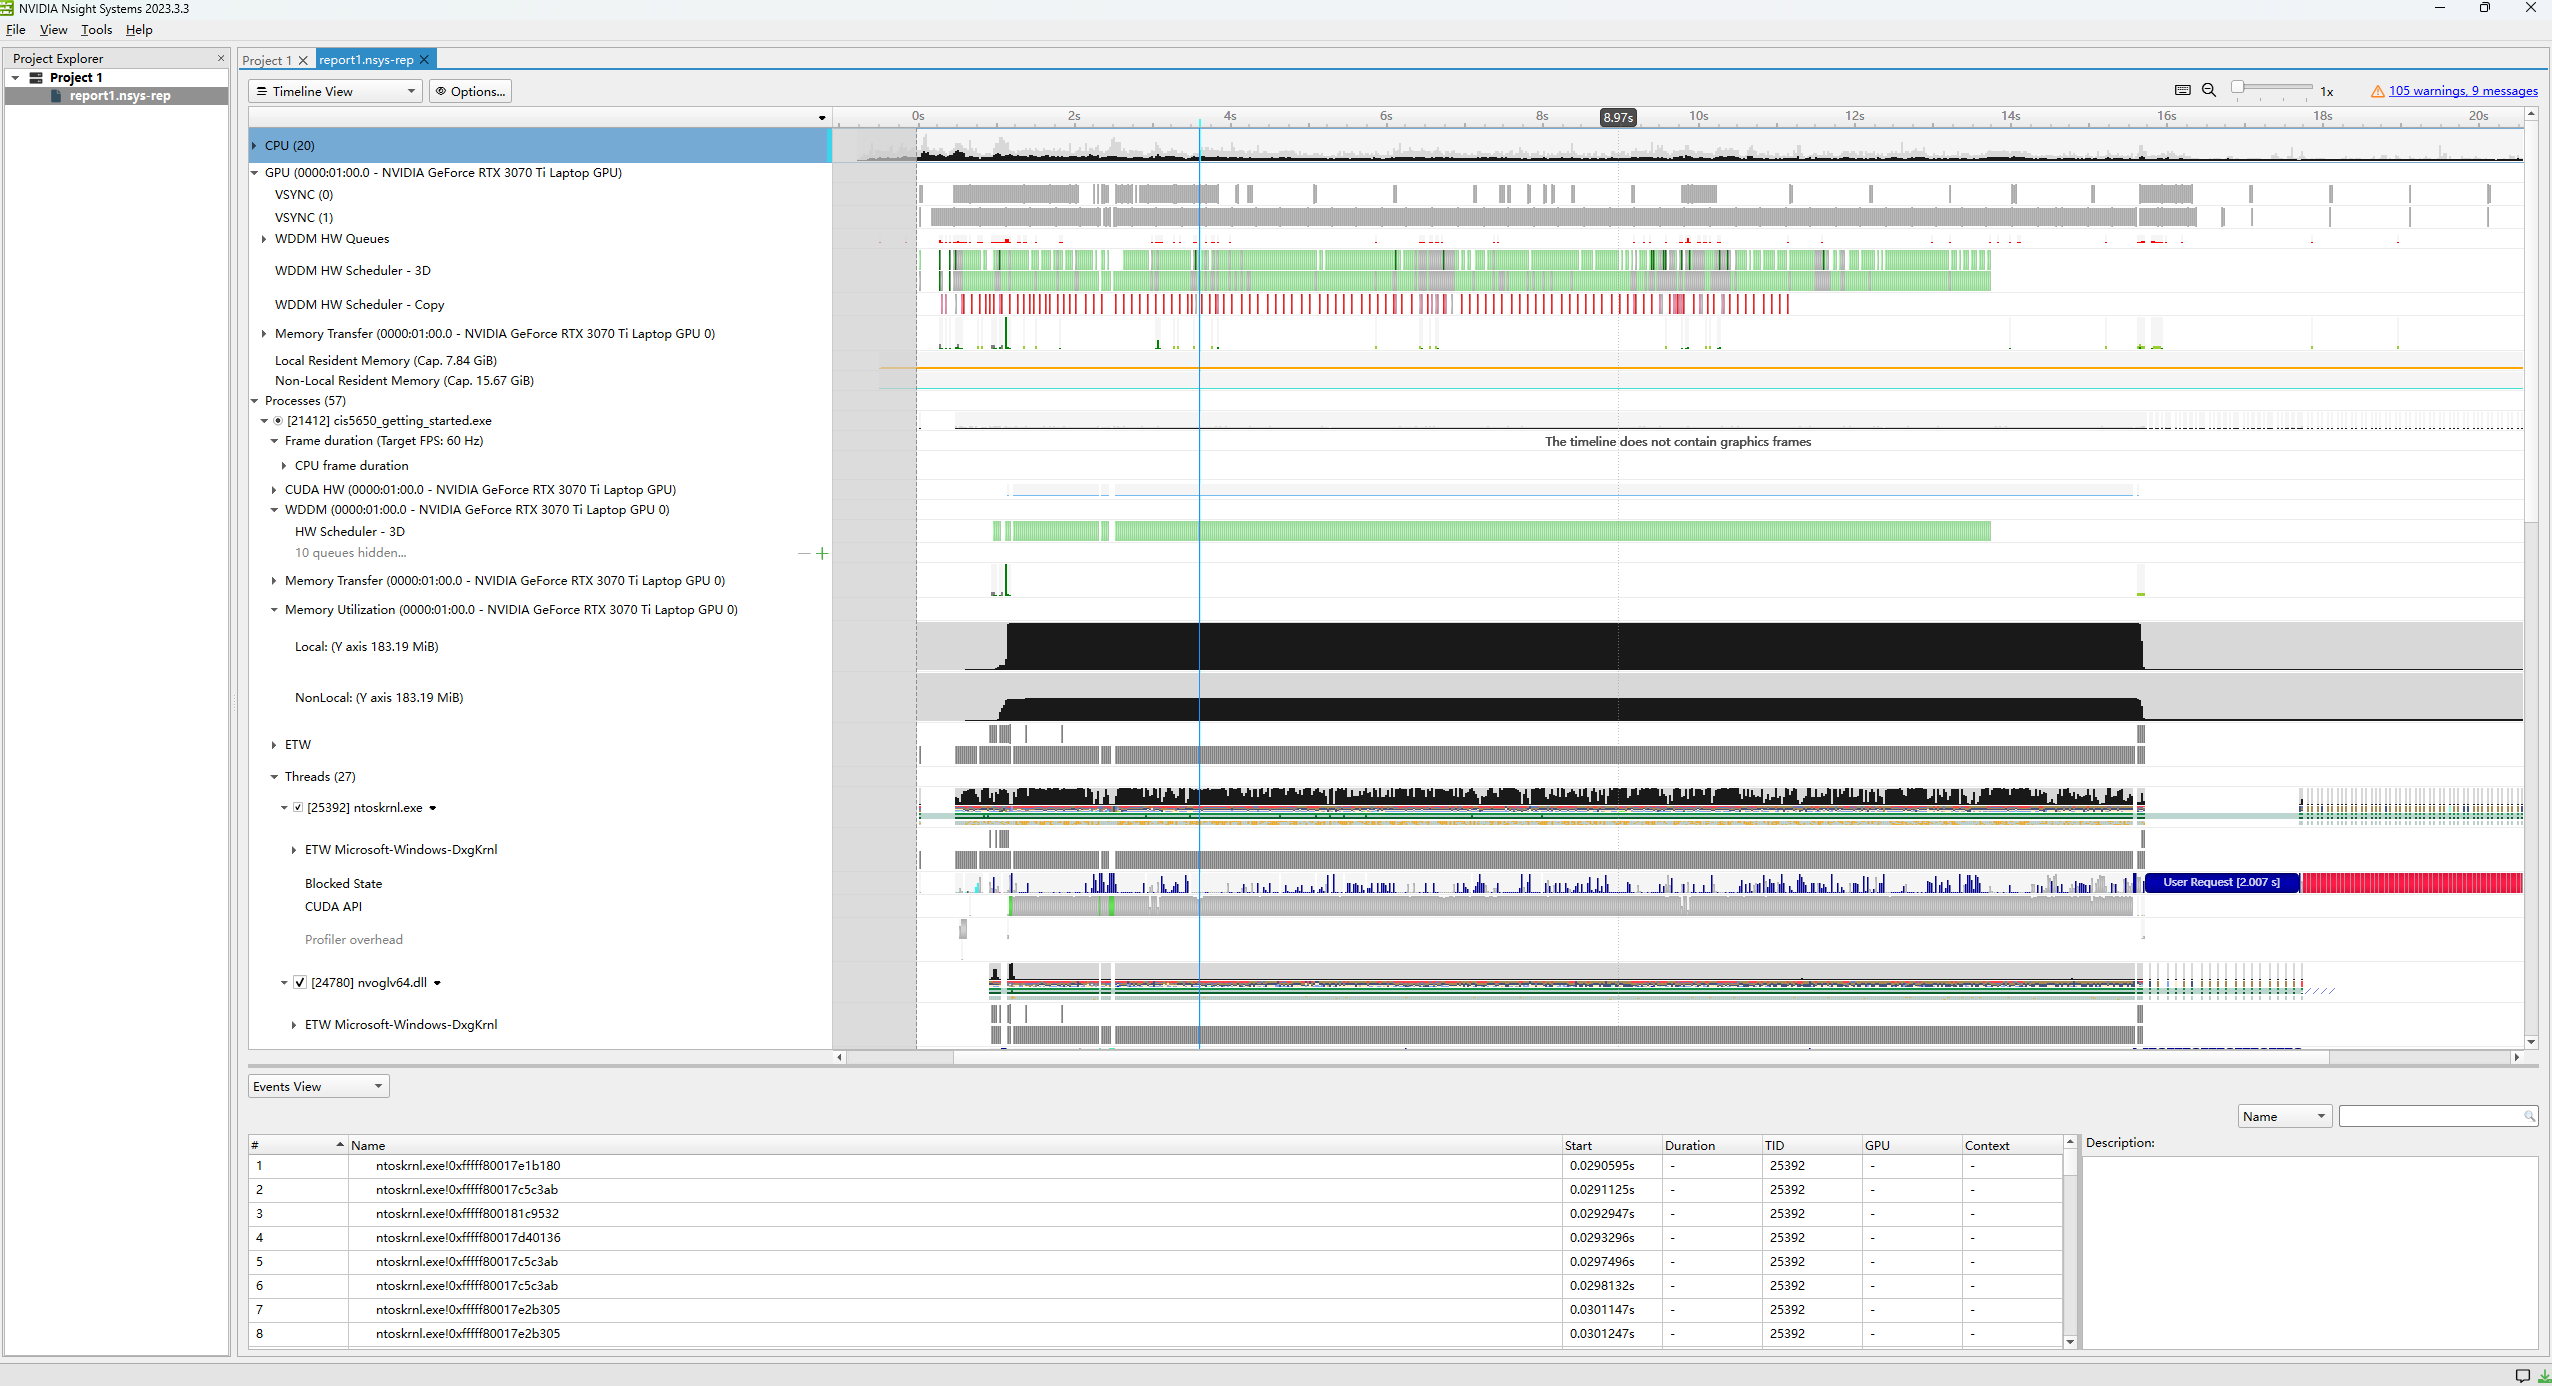 NVIDIA Nsight Systems 2023.3.3
File View Tools Help
Project Explorer
Project 1
report1.nsys-rep
Project 1 report1.nsys-rep
Timeline View Options... 1x 105 warnings, 9 messages
0s 2s 4s 6s 8s 8.97s 10s 12s 14s 16s 18s 20s
CPU (20)
GPU (0000:01:00.0 - NVIDIA GeForce RTX 3070 Ti Laptop GPU)
VSYNC (0)
VSYNC (1)
WDDM HW Queues
WDDM HW Scheduler - 3D
WDDM HW Scheduler - Copy
Memory Transfer (0000:01:00.0 - NVIDIA GeForce RTX 3070 Ti Laptop GPU 0)
Local Resident Memory (Cap. 7.84 GiB)
Non-Local Resident Memory (Cap. 15.67 GiB)
Processes (57)
[21412] cis5650_getting_started.exe
Frame duration (Target FPS: 60 Hz)
The timeline does not contain graphics frames
CPU frame duration
CUDA HW (0000:01:00.0 - NVIDIA GeForce RTX 3070 Ti Laptop GPU)
WDDM (0000:01:00.0 - NVIDIA GeForce RTX 3070 Ti Laptop GPU 0)
HW Scheduler - 3D
10 queues hidden...
Memory Transfer (0000:01:00.0 - NVIDIA GeForce RTX 3070 Ti Laptop GPU 0)
Memory Utilization (0000:01:00.0 - NVIDIA GeForce RTX 3070 Ti Laptop GPU 0)
Local: (Y axis 183.19 MiB)
NonLocal: (Y axis 183.19 MiB)
ETW
Threads (27)
[25392] ntoskrnl.exe
ETW Microsoft-Windows-DxgKrnl
Blocked State
User Request [2.007 s]
CUDA API
Profiler overhead
[24780] nvoglv64.dll
ETW Microsoft-Windows-DxgKrnl
Events View
Name
# Name Start Duration TID GPU Context Description:
1 ntoskrnl.exe!0xfffff80017e1b180 0.0290595s - 25392 - -
2 ntoskrnl.exe!0xfffff80017c5c3ab 0.0291125s - 25392 - -
3 ntoskrnl.exe!0xfffff800181c9532 0.0292947s - 25392 - -
4 ntoskrnl.exe!0xfffff80017d40136 0.0293296s - 25392 - -
5 ntoskrnl.exe!0xfffff80017c5c3ab 0.0297496s - 25392 - -
6 ntoskrnl.exe!0xfffff80017c5c3ab 0.0298132s - 25392 - -
7 ntoskrnl.exe!0xfffff80017e2b305 0.0301147s - 25392 - -
8 ntoskrnl.exe!0xfffff80017e2b305 0.0301247s - 25392 - -